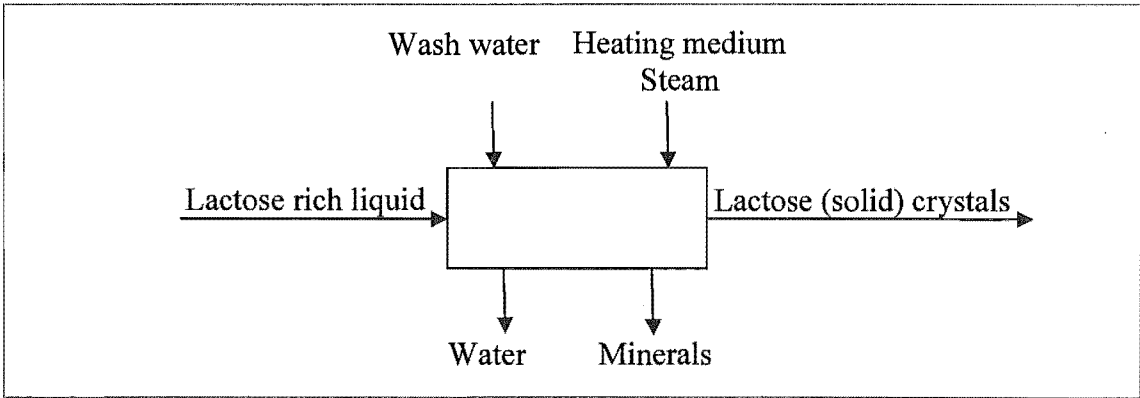 Wash water
Heating medium
Steam
Lactose rich liquid
Lactose (solid) crystals
Water
Minerals